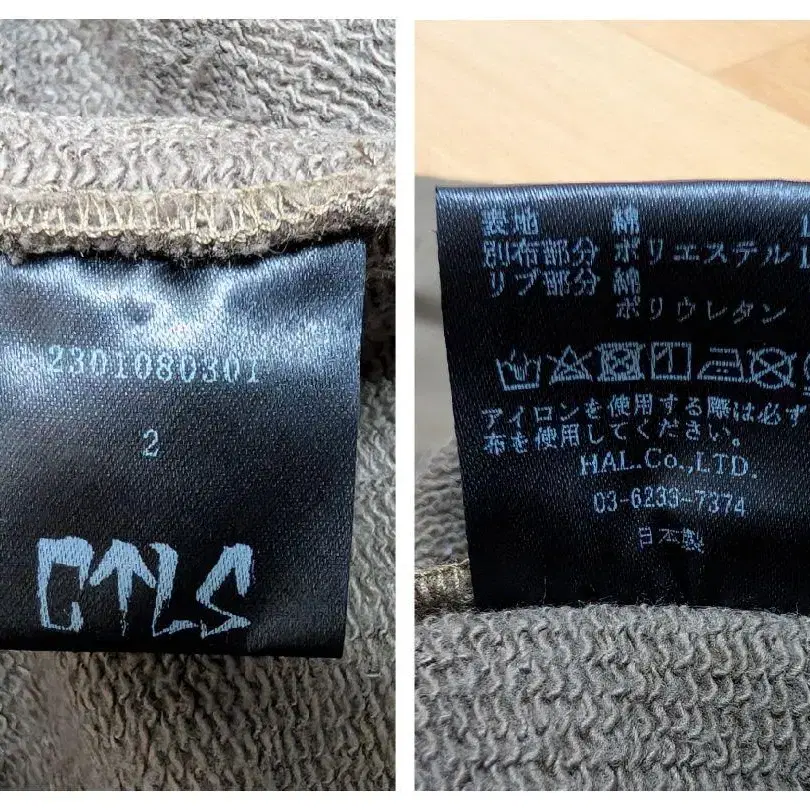 2301080301
2
CTLS
表地 綿
別布部分 ポリエステル
リブ部分 綿
ポリウレタン
アイロンを使用する際は必ず
布を使用してください。
HAL.Co.,LTD.
03-6233-7374
日本製